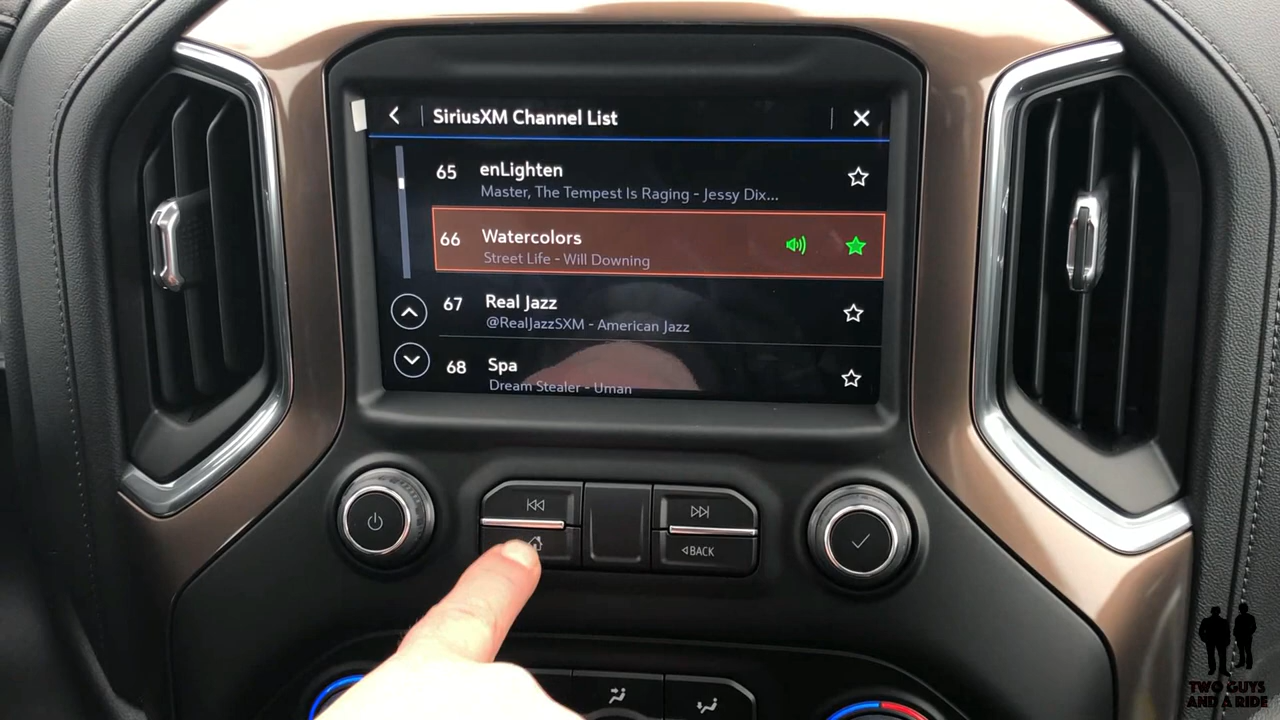 SiriusXM Channel List
65 enLighten
Master, The Tempest Is Raging - Jessy Dix...
66 Watercolors
Street Life - Will Downing
67 Real Jazz
@RealJazzSXM - American Jazz
68 Spa
Dream Stealer - Uman
BACK
TWO GUYS
AND A RIDE